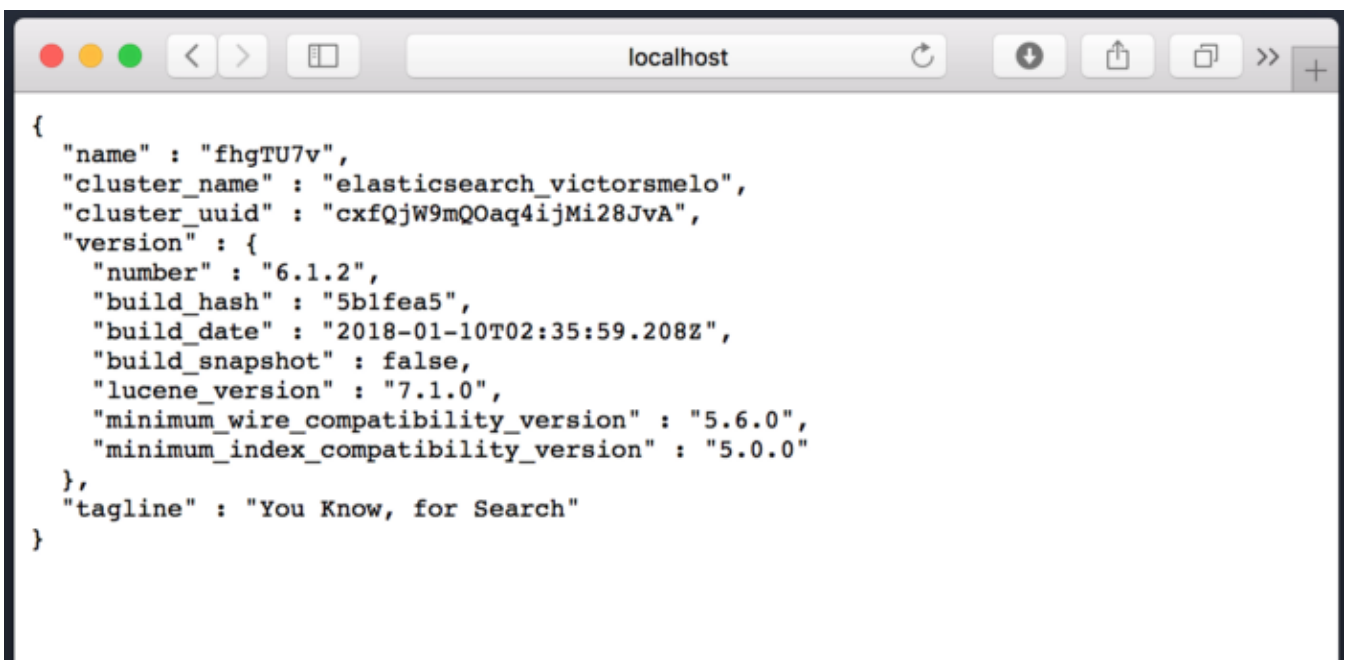 localhost
{
"name" : "fhgTU7v",
"cluster_name" : "elasticsearch_victorsmelo",
"cluster_uuid" : "cxfQjW9mQOaq4ijMi28JvA",
"version" : {
"number" : "6.1.2",
"build_hash" : "5b1fea5",
"build_date" : "2018-01-10T02:35:59.208Z",
"build_snapshot" : false,
"lucene_version" : "7.1.0",
"minimum_wire_compatibility_version" : "5.6.0",
"minimum_index_compatibility_version" : "5.0.0"
},
"tagline" : "You Know, for Search"
}